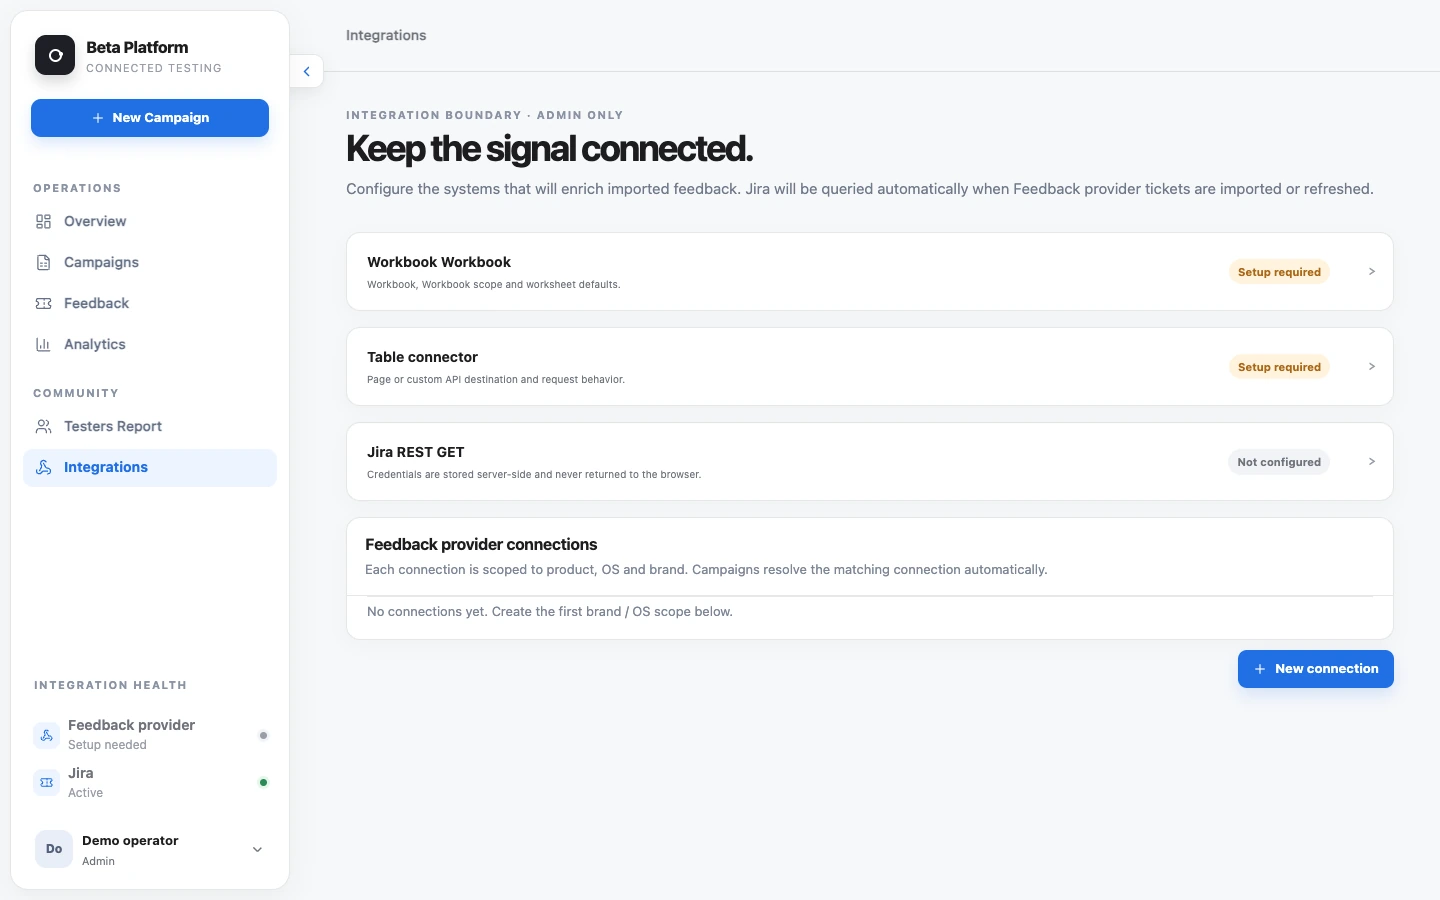 Beta Platform
CONNECTED TESTING
New Campaign
OPERATIONS
Overview
Campaigns
Feedback
Analytics
COMMUNITY
Testers Report
Integrations
INTEGRATION HEALTH
Feedback provider
Setup needed
Jira
Active
Do
Demo operator
Admin
Integrations
INTEGRATION BOUNDARY · ADMIN ONLY
Keep the signal connected.
Configure the systems that will enrich imported feedback. Jira will be queried automatically when Feedback provider tickets are imported or refreshed.
Workbook Workbook
Workbook, Workbook scope and worksheet defaults.
Setup required
Table connector
Page or custom API destination and request behavior.
Setup required
Jira REST GET
Credentials are stored server-side and never returned to the browser.
Not configured
Feedback provider connections
Each connection is scoped to product, OS and brand. Campaigns resolve the matching connection automatically.
No connections yet. Create the first brand / OS scope below.
New connection